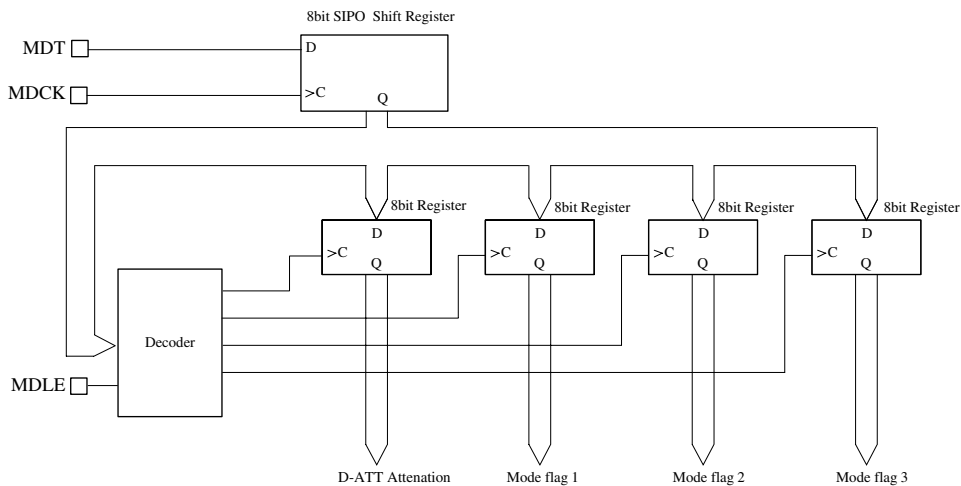 8bit SIPO Shift Register
MDT
D
MDCK
>C
Q
8bit Register
8bit Register
8bit Register
8bit Register
D
D
D
D
>C
>C
>C
>C
Q
Q
Q
Q
Decoder
MDLE
D-ATT Attenation
Mode flag 1
Mode flag 2
Mode flag 3